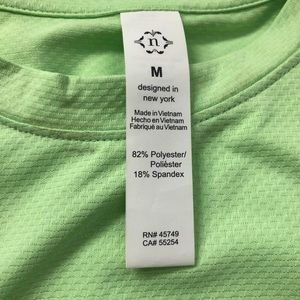 n
M
designed in
new york
Made in Vietnam
Hecho en Vietnam
Fabriqué au Vietnam
82% Polyester/
Polièster
18% Spandex
RN# 45749
CA# 55254